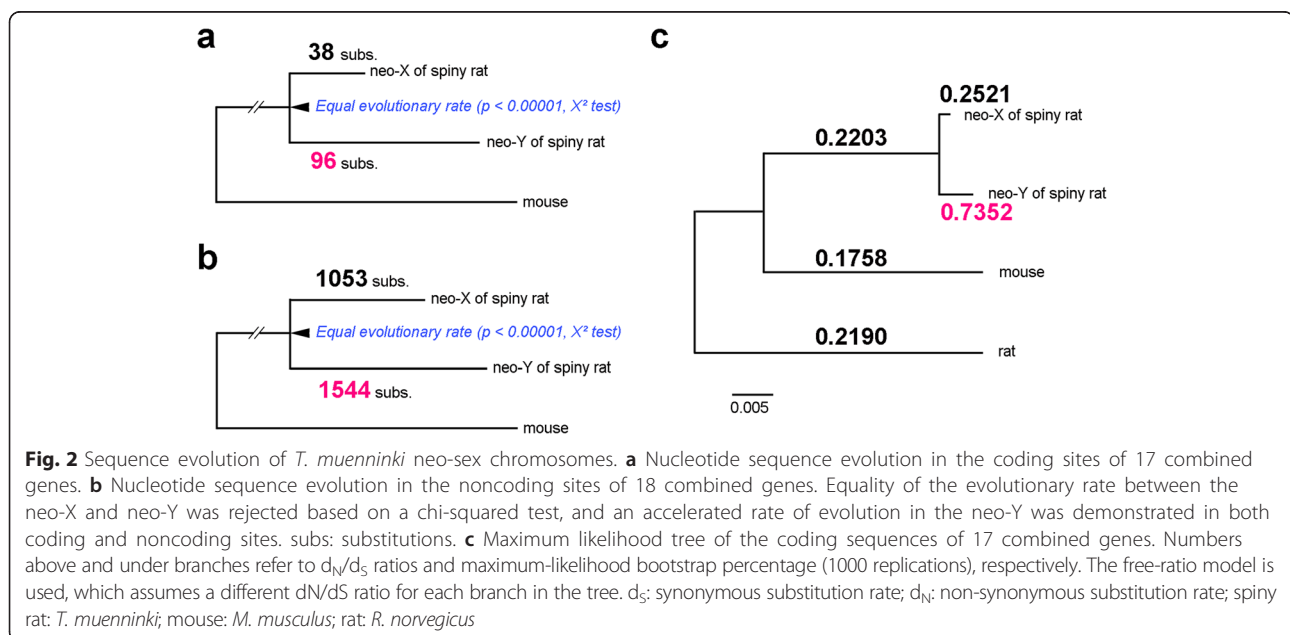 a
38 subs.
neo-X of spiny rat
Equal evolutionary rate (p < 0.00001, X² test)
neo-Y of spiny rat
96 subs.
mouse
b
1053 subs.
neo-X of spiny rat
Equal evolutionary rate (p < 0.00001, X² test)
neo-Y of spiny rat
1544 subs.
mouse
c
0.2521
neo-X of spiny rat
0.2203
neo-Y of spiny rat
0.7352
0.1758
mouse
0.2190
rat
0.005
Fig. 2 Sequence evolution of T. muenninki neo-sex chromosomes. a Nucleotide sequence evolution in the coding sites of 17 combined
genes. b Nucleotide sequence evolution in the noncoding sites of 18 combined genes. Equality of the evolutionary rate between the
neo-X and neo-Y was rejected based on a chi-squared test, and an accelerated rate of evolution in the neo-Y was demonstrated in both
coding and noncoding sites. subs: substitutions. c Maximum likelihood tree of the coding sequences of 17 combined genes. Numbers
above and under branches refer to dN/dS ratios and maximum-likelihood bootstrap percentage (1000 replications), respectively. The free-ratio model is
used, which assumes a different dN/dS ratio for each branch in the tree. dS: synonymous substitution rate; dN: non-synonymous substitution rate; spiny
rat: T. muenninki; mouse: M. musculus; rat: R. norvegicus